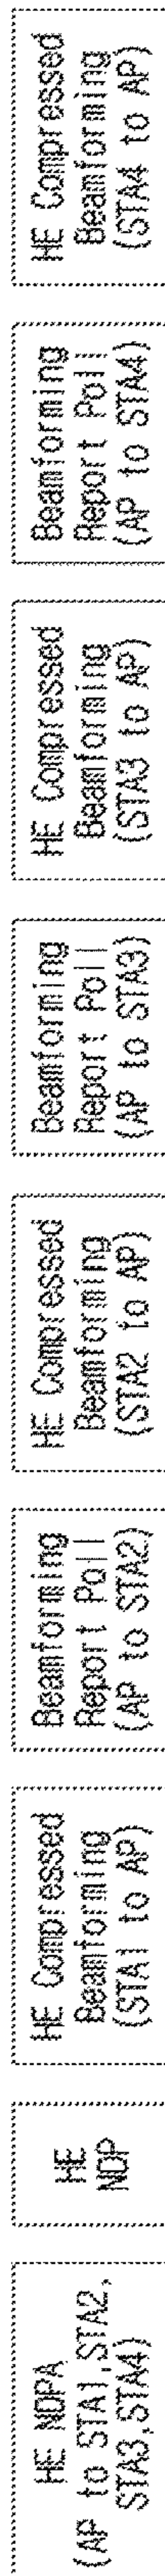 HE NDPA
(AP to STA1,STA2,
STA3,STA4)
HE
NDP
HE Compressed
Beamforming
(STA1 to AP)
Beamforming
Report Poll
(AP to STA2)
HE Compressed
Beamforming
(STA2 to AP)
Beamforming
Report Poll
(AP to STA3)
HE Compressed
Beamforming
(STA3 to AP)
Beamforming
Report Poll
(AP to STA4)
HE Compressed
Beamforming
(STA4 to AP)